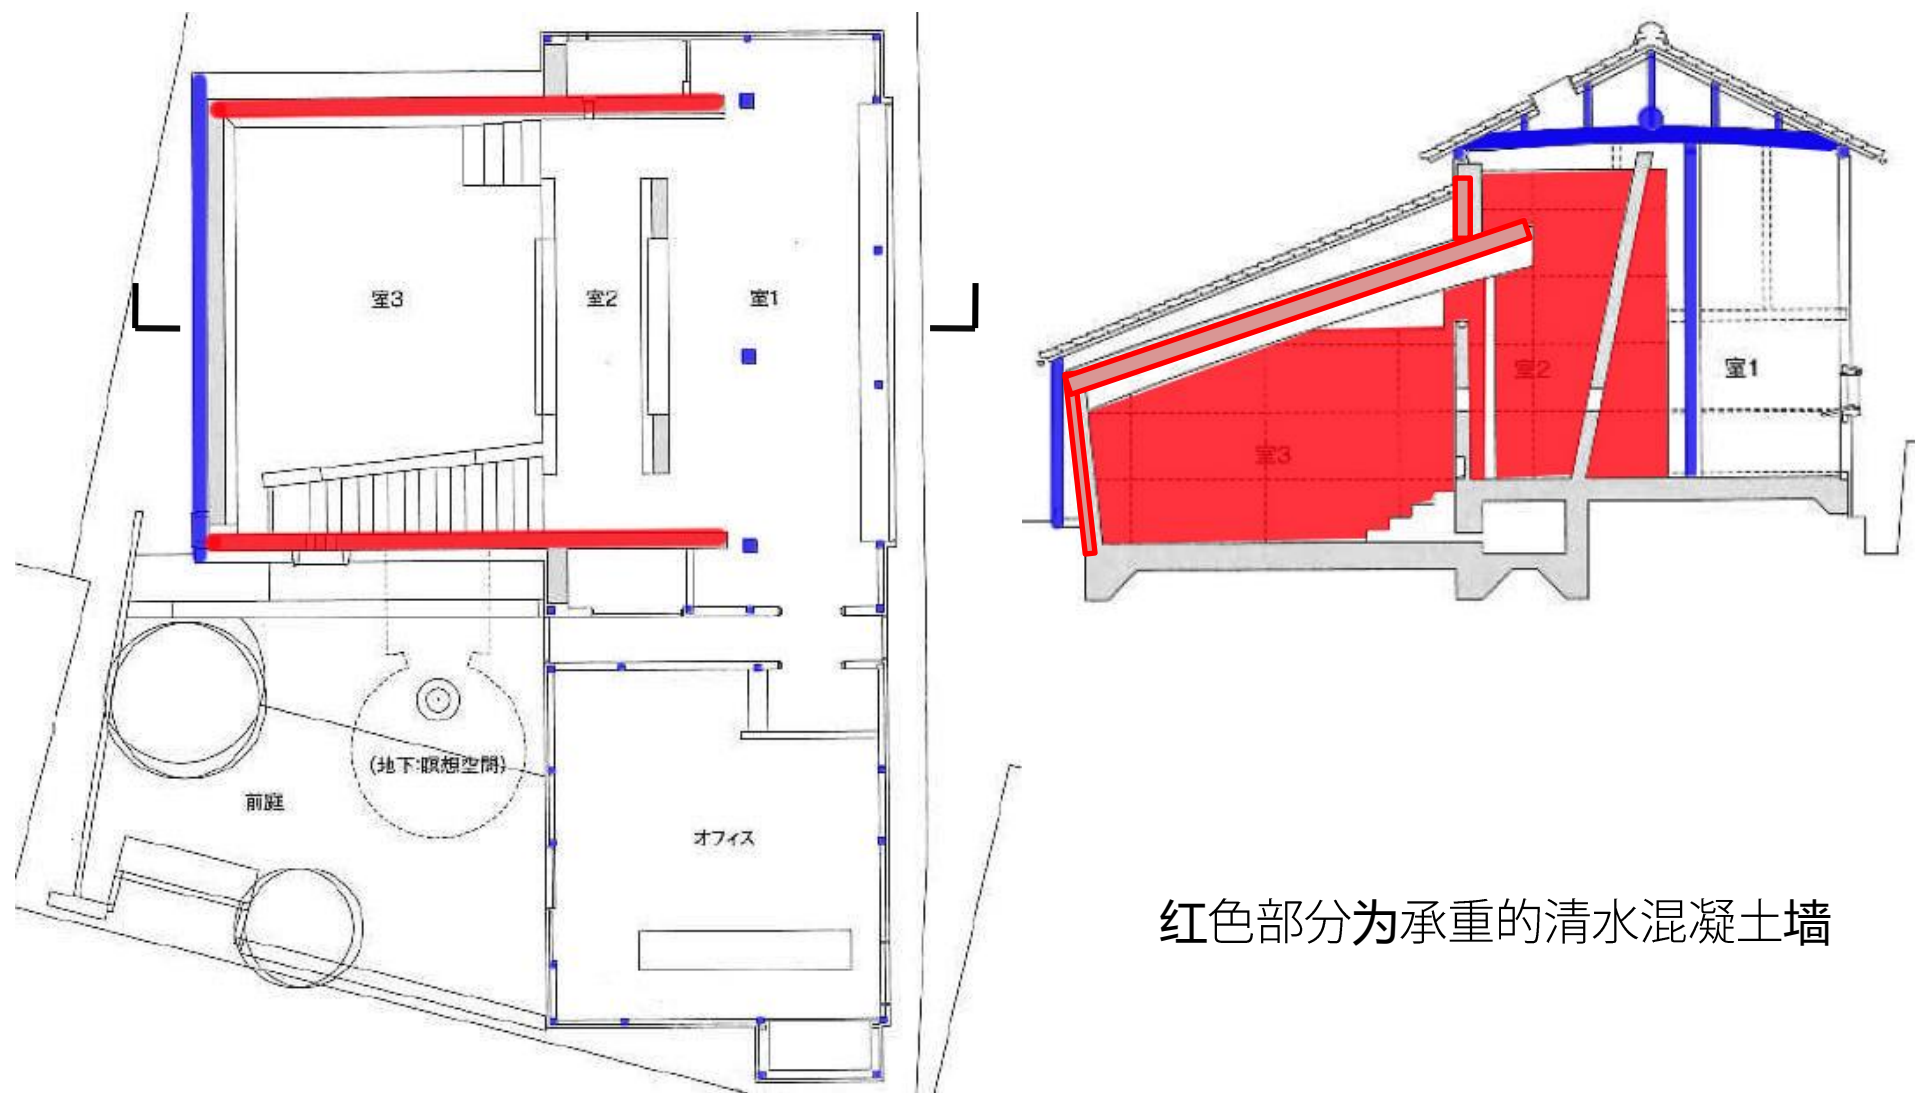 室3
室2
室1
(地下:瞑想空間)
前庭
オフィス
室2
室1
室3
红色部分为承重的清水混凝土墙